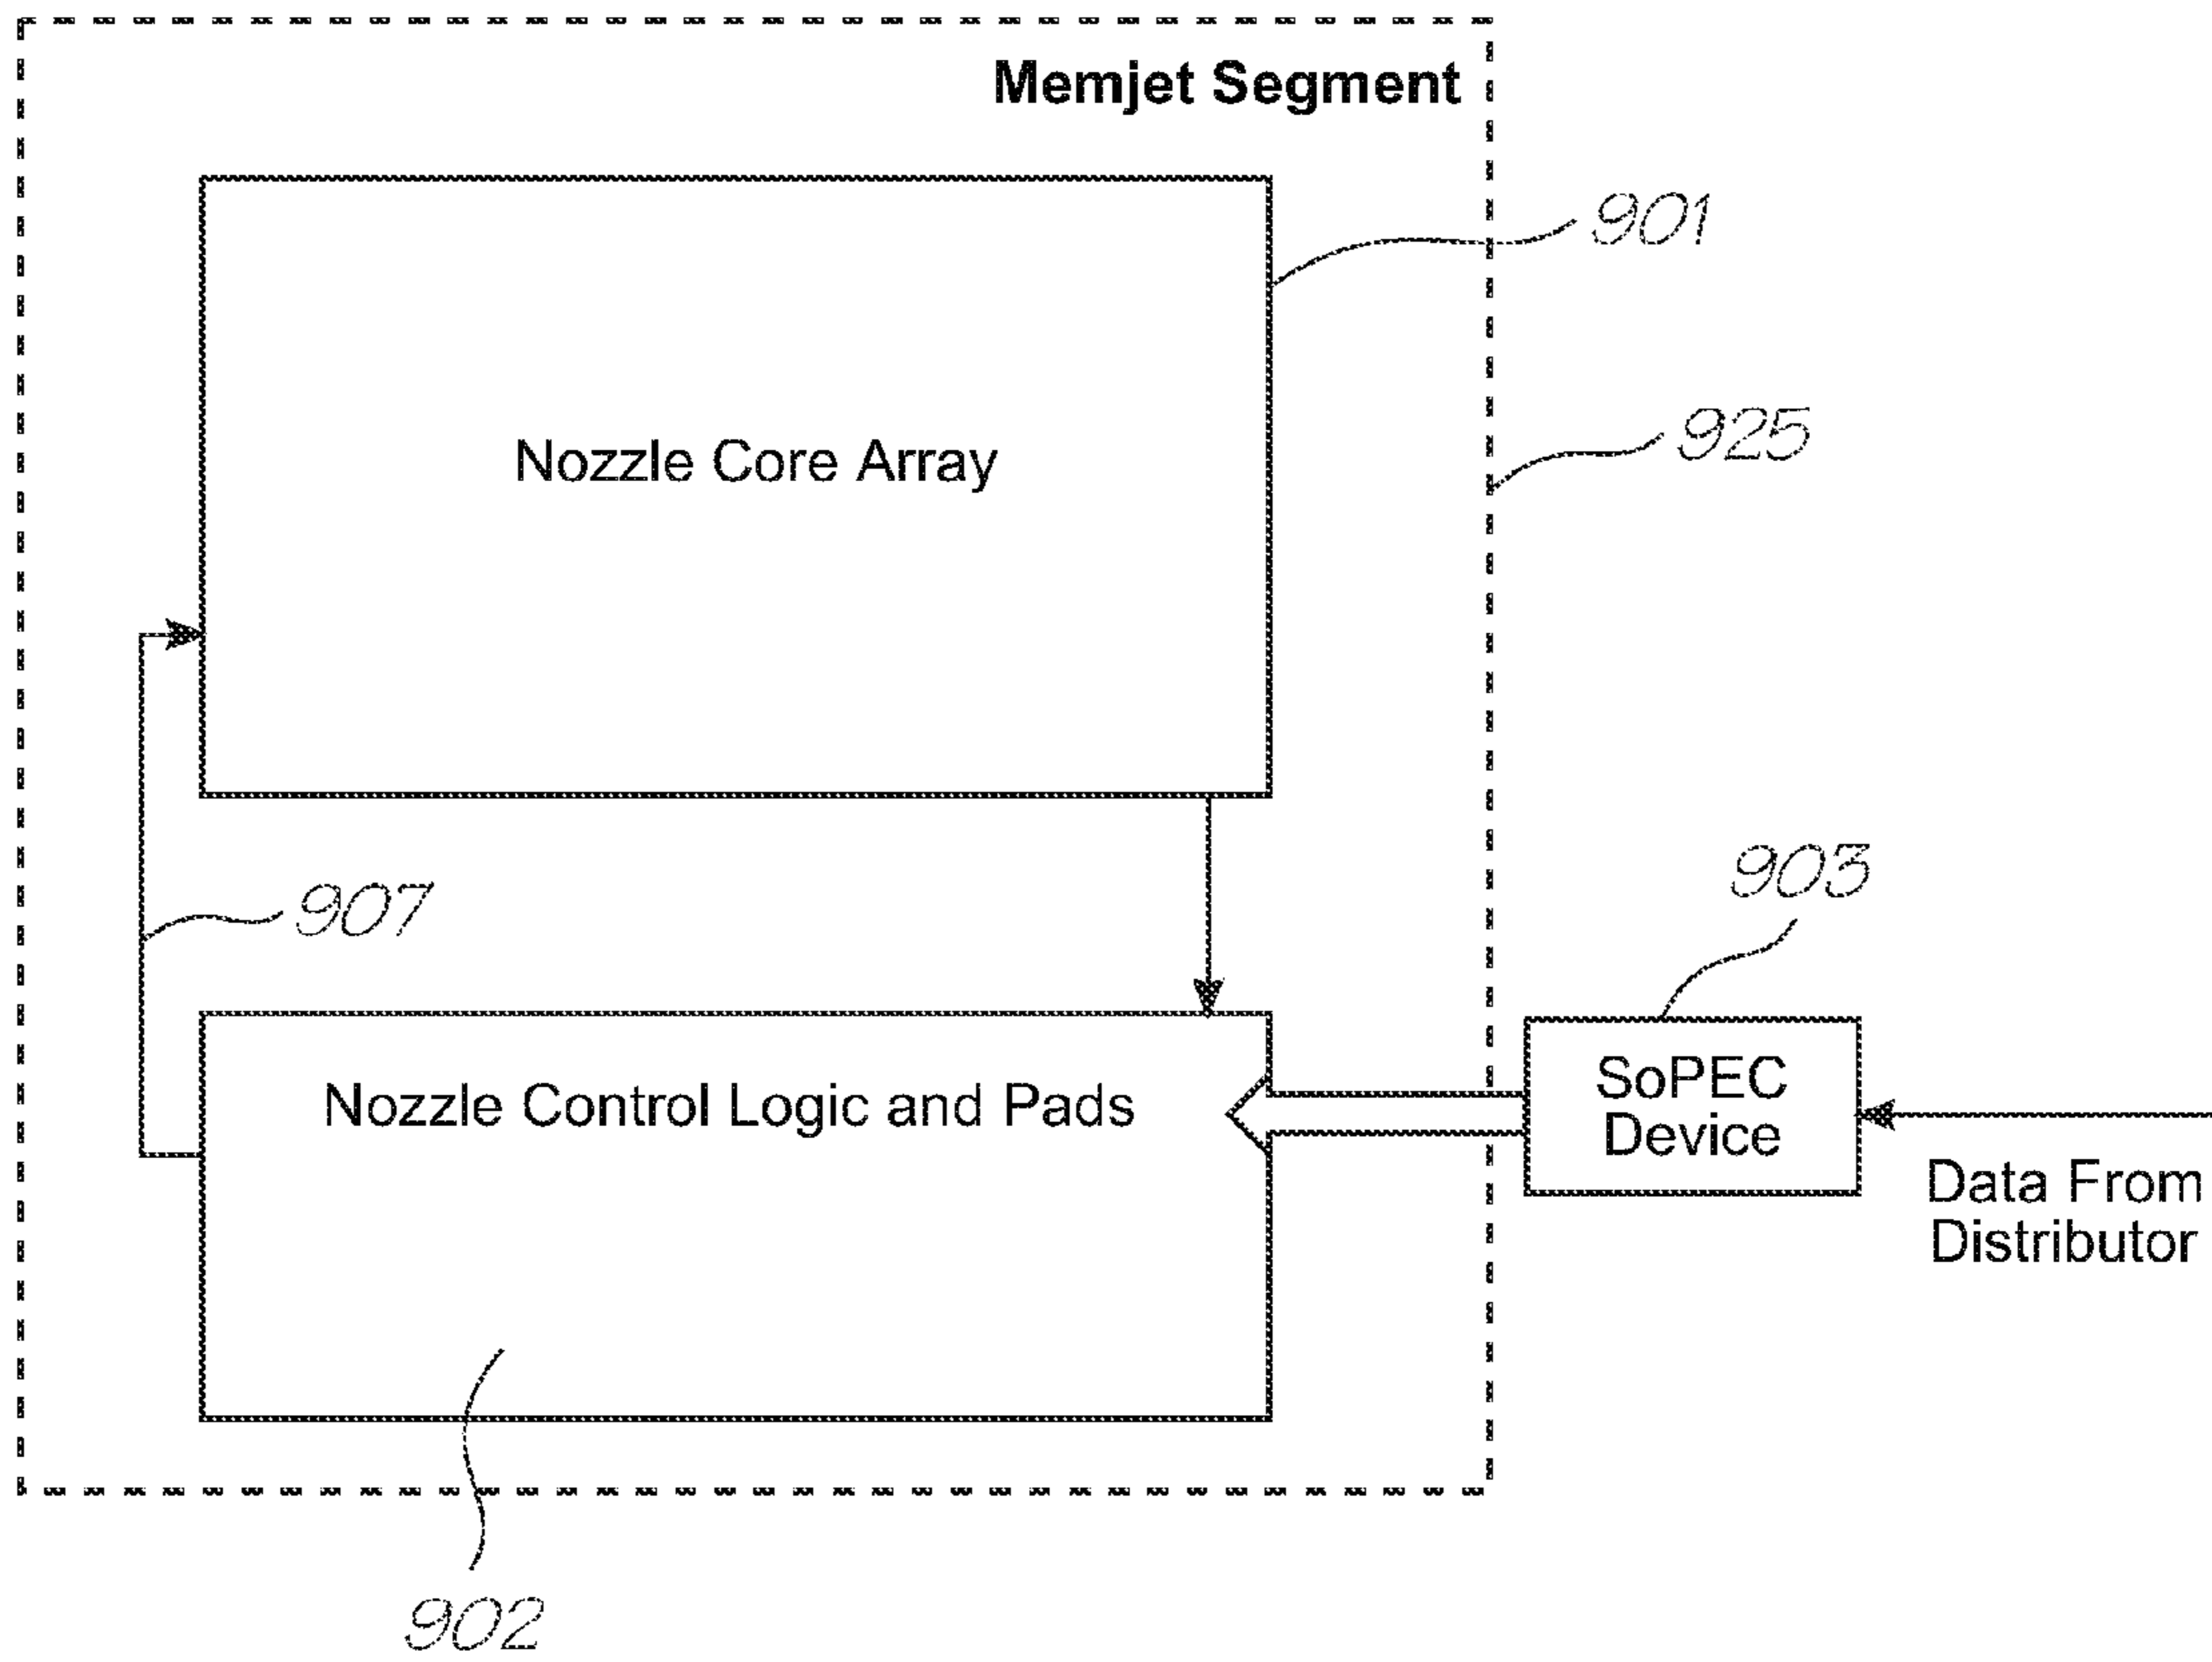 Memjet Segment
901
Nozzle Core Array
925
903
907
SoPEC
Device
Nozzle Control Logic and Pads
Data From
Distributor
902